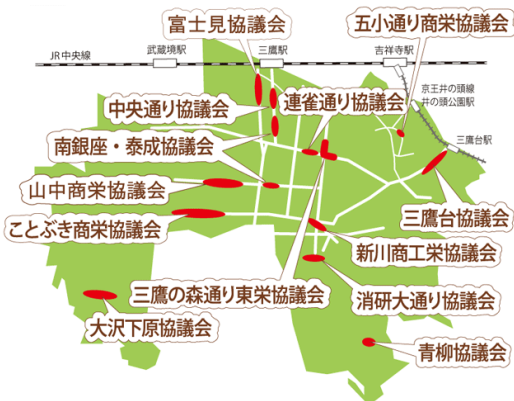 富士見協議会
五小通り商栄協議会
JR中央線
武蔵境駅
三鷹駅
吉祥寺駅
京王井の頭線
井の頭公園駅
中央通り協議会
連雀通り協議会
三鷹台駅
南銀座・泰成協議会
山中商栄協議会
三鷹台協議会
ことぶき商栄協議会
新川商工栄協議会
三鷹の森通り東栄協議会
消研大通り協議会
大沢下原協議会
青柳協議会